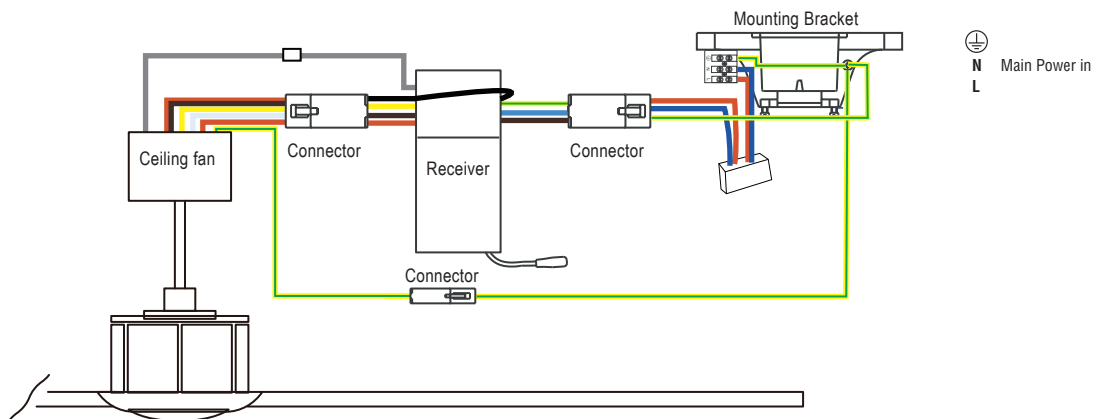 Mounting Bracket
N Main Power in
L
Connector
Connector
Ceiling fan
Receiver
Connector